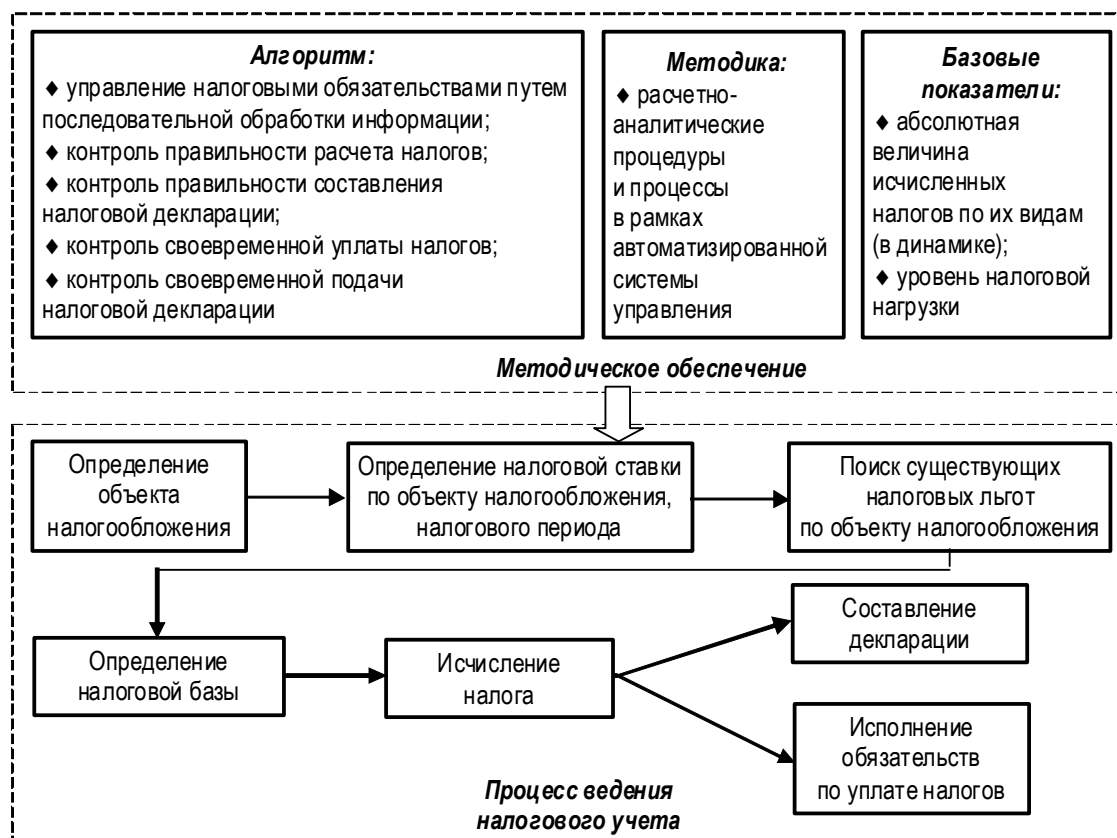 Алгоритм:
♦ управление налоговыми обязательствами путем
последовательной обработки информации;
♦ контроль правильности расчета налогов;
♦ контроль правильности составления
налоговой декларации;
♦ контроль своевременной уплаты налогов;
♦ контроль своевременной подачи
налоговой декларации
Методика:
♦ расчетно-
аналитические
процедуры
и процессы
в рамках
автоматизированной
системы
управления
Базовые
показатели:
♦ абсолютная
величина
исчисленных
налогов по их видам
(в динамике);
♦ уровень налоговой
нагрузки
Методическое обеспечение
Определение
объекта
налогообложения
Определение налоговой ставки
по объекту налогообложения,
налогового периода
Поиск существующих
налоговых льгот
по объекту налогообложения
Определение
налоговой базы
Исчисление
налога
Составление
декларации
Исполнение
обязательств
по уплате налогов
Процесс ведения
налогового учета